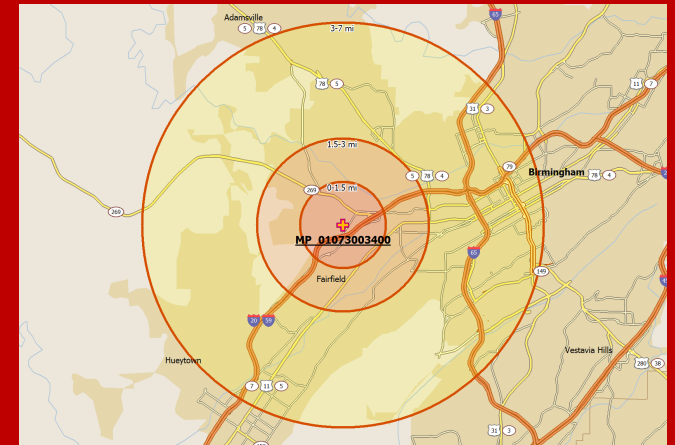 65
Adamsville
5 78 4
3-7 mi
78 5
11 7
31 3
1.5-3 mi
79
5 78 4
Birmingham 78 4
0-1.5 mi
269
269
MP_01073003400
65
149
Fairfield
20 59
Vestavia Hills
Hueytown
280 38
7 11 5
31 3